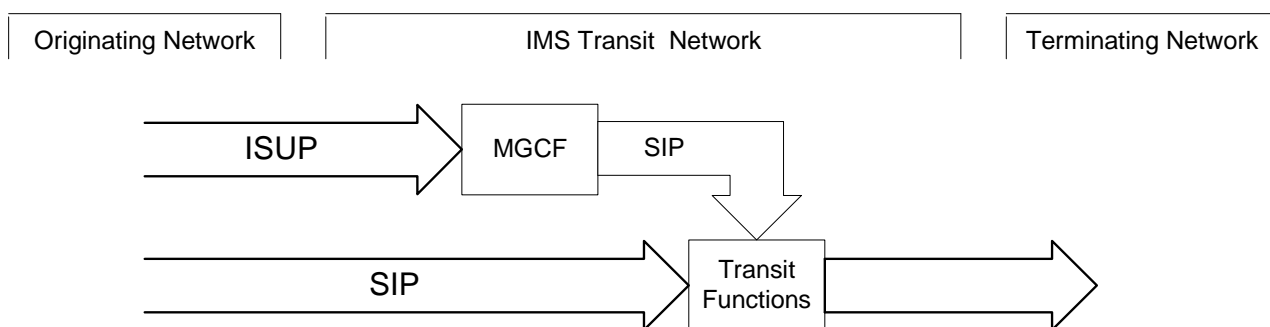 Originating Network
IMS Transit Network
Terminating Network
ISUP
MGCF
SIP
SIP
Transit
Functions